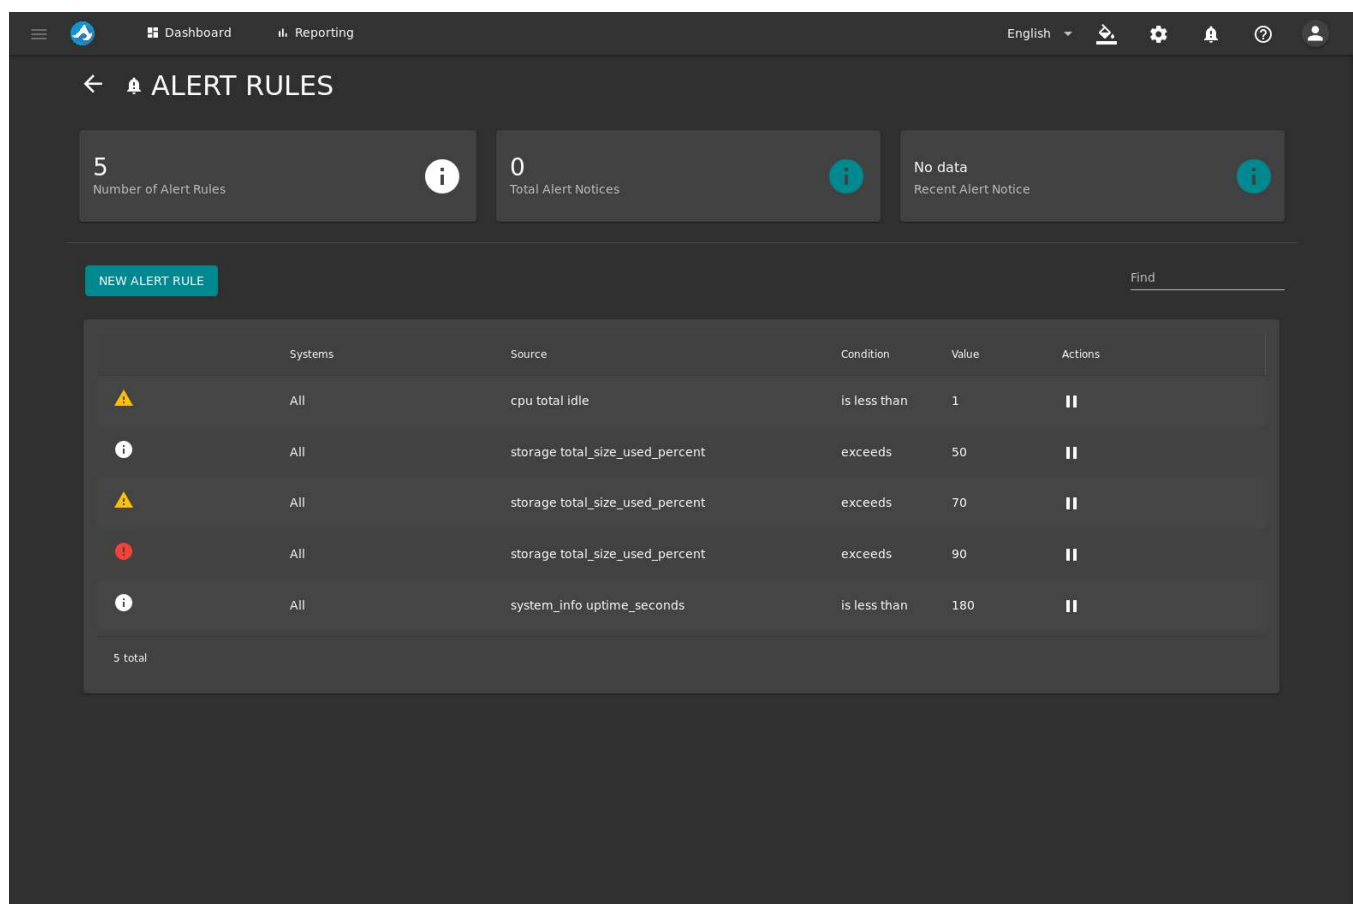 Dashboard Reporting English
ALERT RULES
5
Number of Alert Rules
0
Total Alert Notices
No data
Recent Alert Notice
NEW ALERT RULE
Find
Systems Source Condition Value Actions
All cpu total idle is less than 1
All storage total_size_used_percent exceeds 50
All storage total_size_used_percent exceeds 70
All storage total_size_used_percent exceeds 90
All system_info uptime_seconds is less than 180
5 total